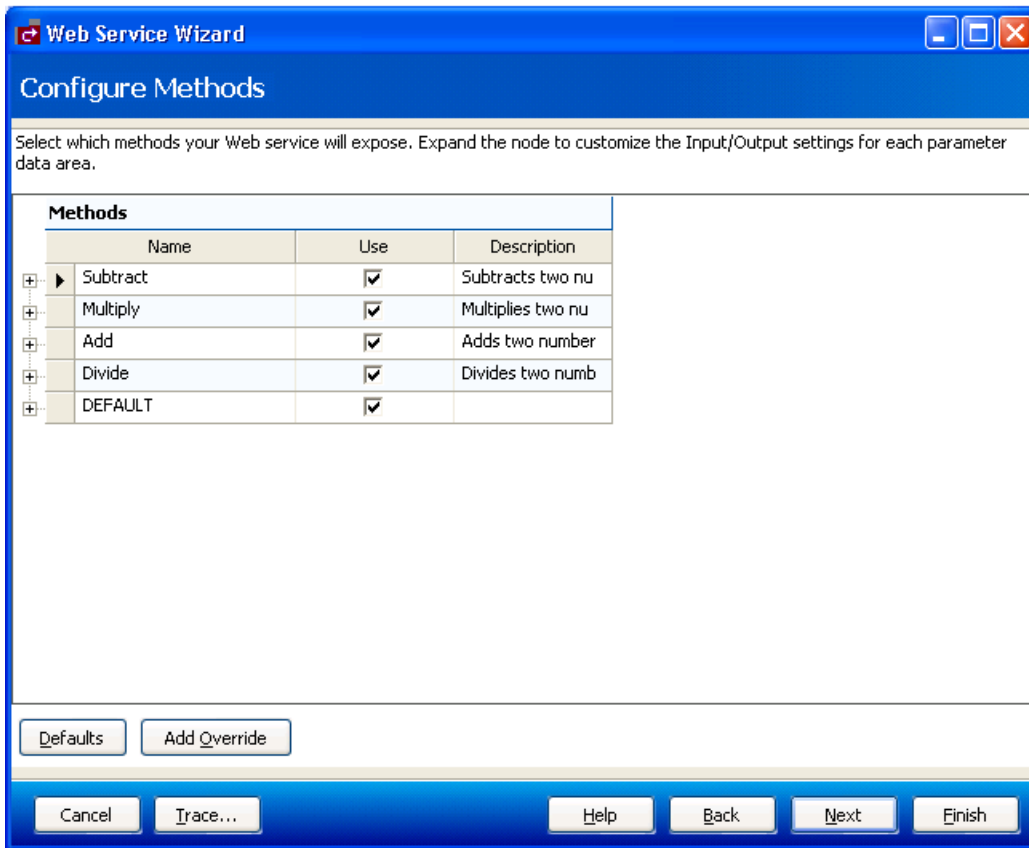 Web Service Wizard
Configure Methods
Select which methods your Web service will expose. Expand the node to customize the Input/Output settings for each parameter
data area.
Methods
Name Use Description
Subtract Subtracts two nu
Multiply Multiplies two nu
Add Adds two number
Divide Divides two numb
DEFAULT
Defaults Add Override
Cancel Trace... Help Back Next Finish